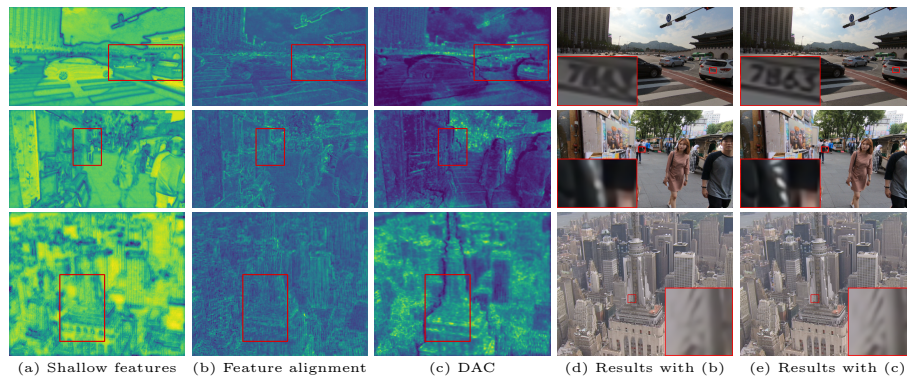 7863
7863
(a) Shallow features (b) Feature alignment (c) DAC (d) Results with (b) (e) Results with (c)